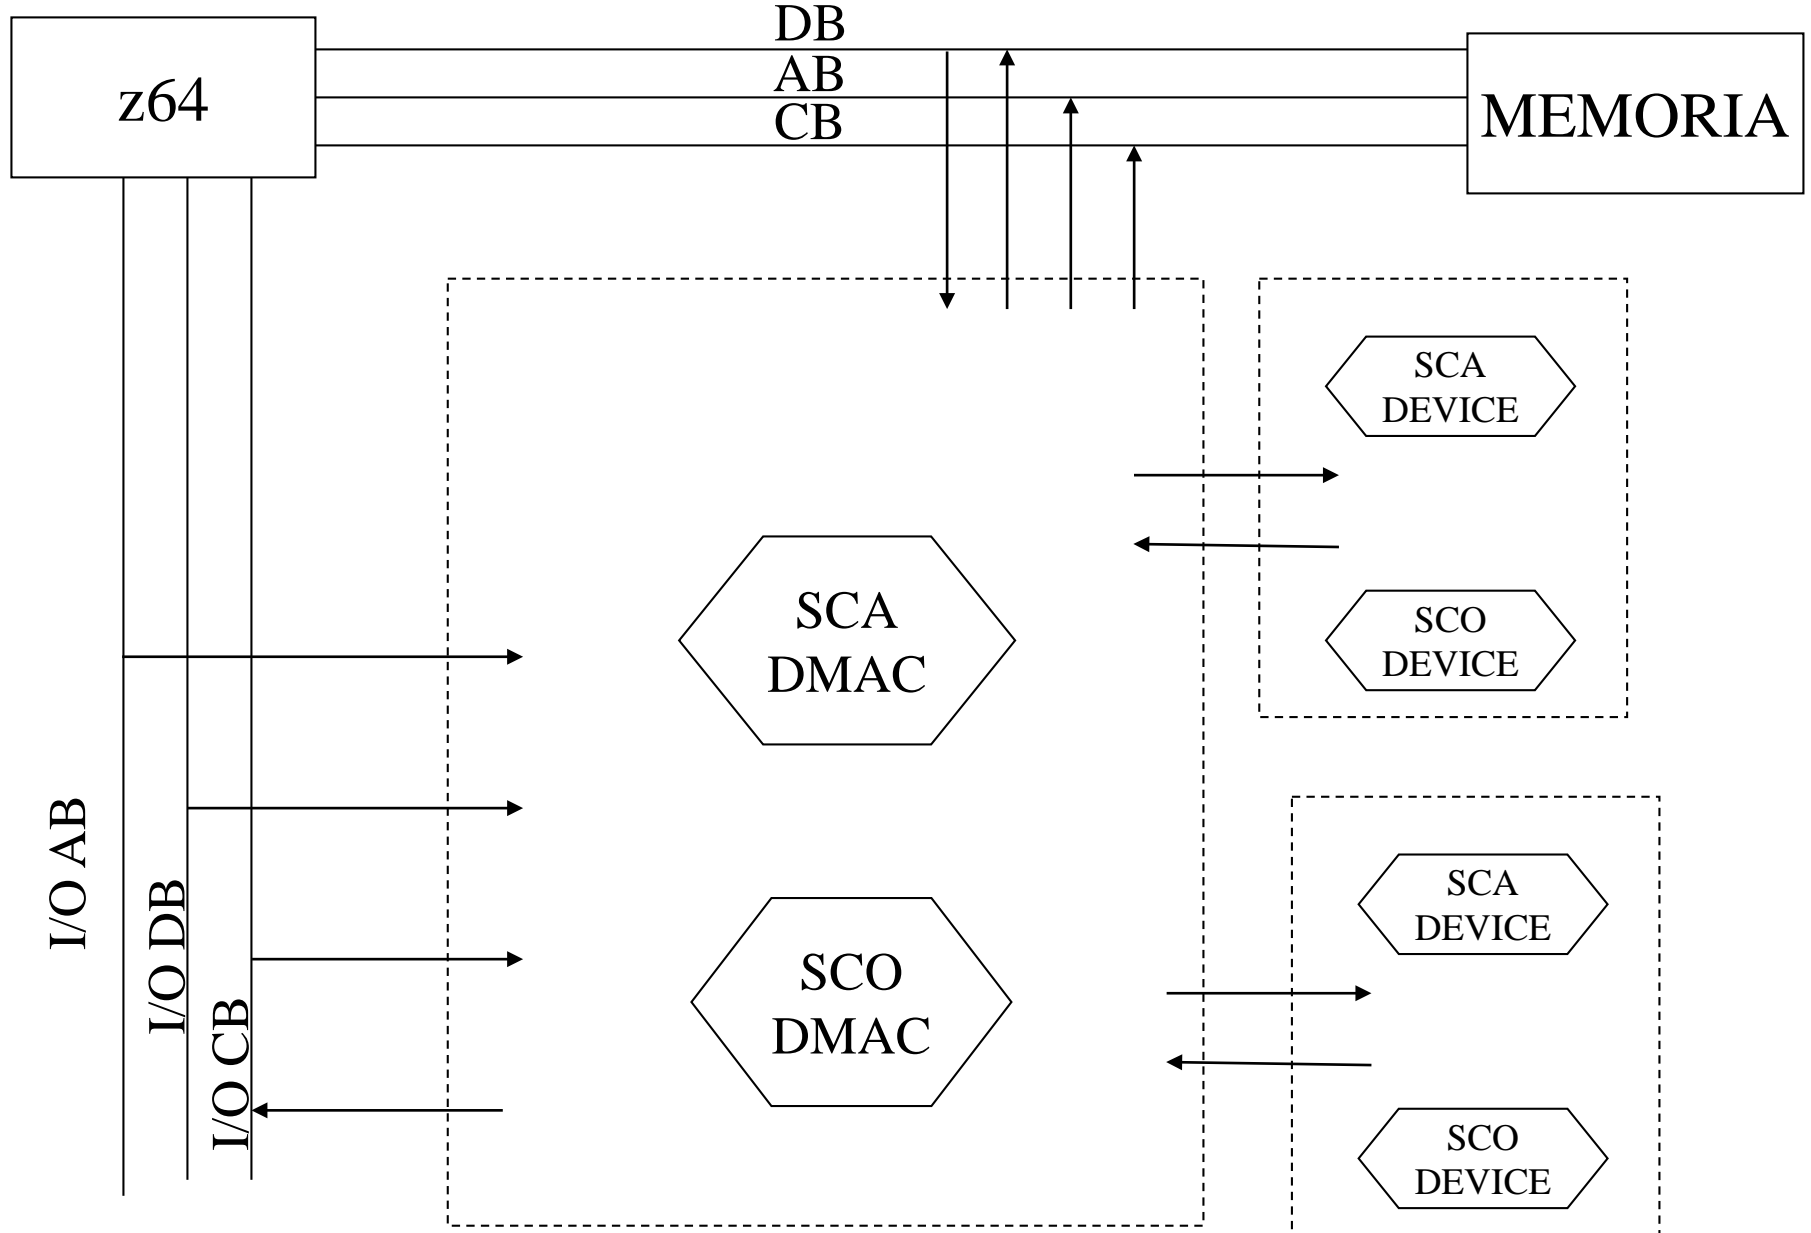 DB
z64
AB
CB
MEMORIA
SCA
DEVICE
SCO
DEVICE
SCA
DMAC
I/O AB
I/O DB
I/O CB
SCO
DMAC
SCA
DEVICE
SCO
DEVICE